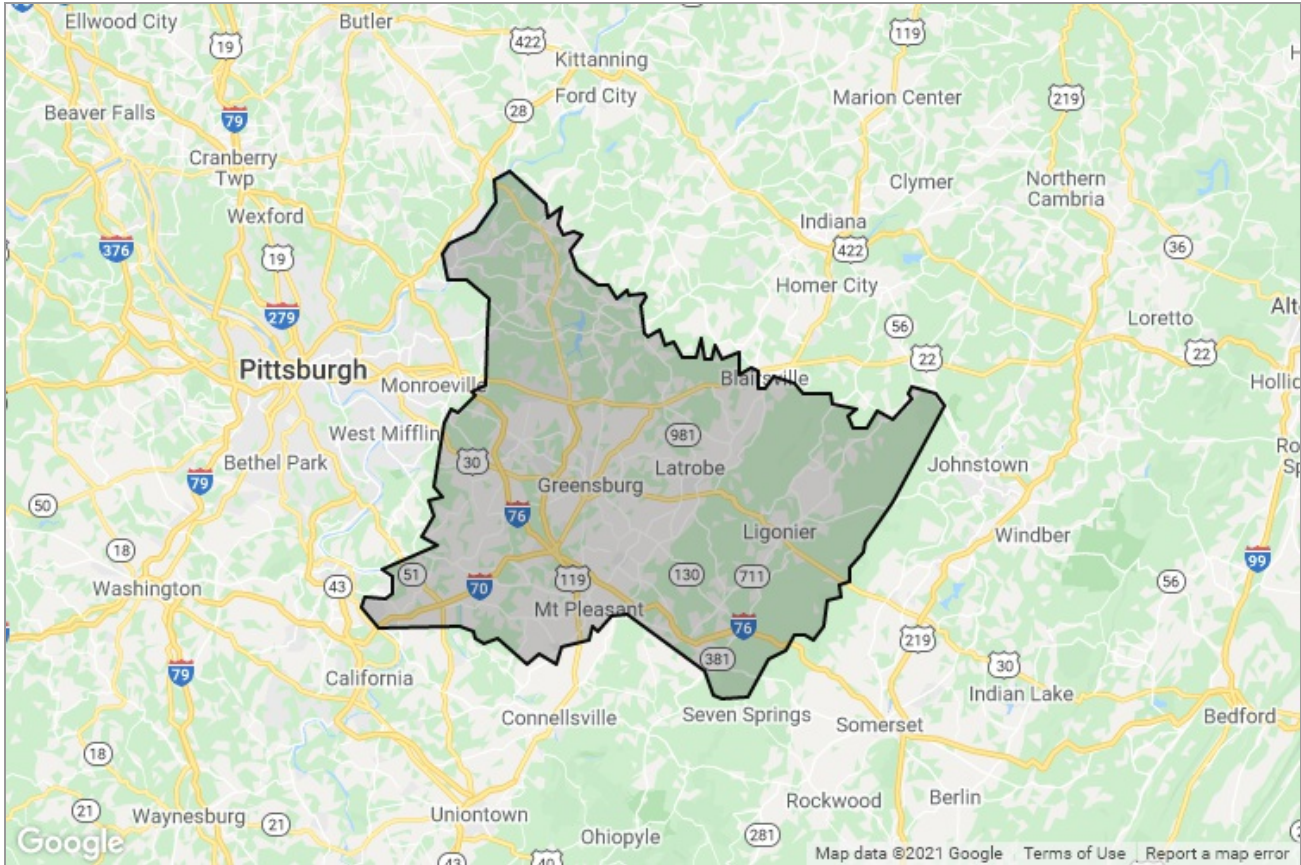 Ellwood City
Butler
19
422
Kittanning
119
Ford City
28
Marion Center
219
Beaver Falls
79
Cranberry
Twp
Clymer
Northern
Cambria
Wexford
Indiana
376
19
422
36
Homer City
279
Loretto
56
22
22
Pittsburgh
Monroeville
Blairsville
West Mifflin
981
30
Latrobe
Johnstown
Bethel Park
79
Greensburg
50
76
Ligonier
Windber
18
99
51
130
711
56
Washington
43
70
119
Mt Pleasant
76
219
381
30
79
California
Indian Lake
Connellsville
Seven Springs
Somerset
Bedford
18
Rockwood
Berlin
21
Waynesburg
21
Uniontown
Ohiopyle
281
Google
43
40
Map data ©2021 Google Terms of Use Report a map error